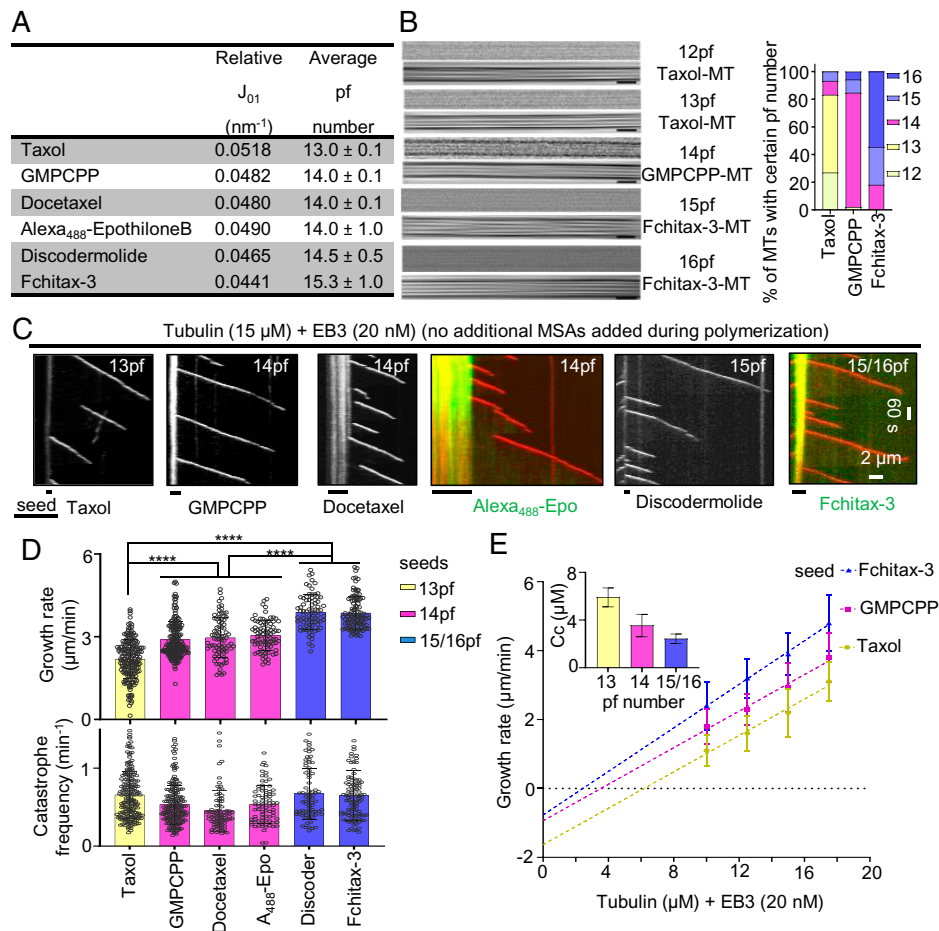 A
Relative Average
J01 pf
(nm-1) number
Taxol 0.0518 13.0 ± 0.1
GMPCPP 0.0482 14.0 ± 0.1
Docetaxel 0.0480 14.0 ± 0.1
Alexa488-EpothiloneB 0.0490 14.0 ± 1.0
Discodermolide 0.0465 14.5 ± 0.5
Fchitax-3 0.0441 15.3 ± 1.0
B
12pf
Taxol-MT
13pf
Taxol-MT
14pf
GMPCPP-MT
15pf
Fchitax-3-MT
16pf
Fchitax-3-MT
% of MTs with certain pf number
100
80
60
40
20
0
Taxol
GMPCPP
Fchitax-3
16
15
14
13
12
C
Tubulin (15 µM) + EB3 (20 nM) (no additional MSAs added during polymerization)
13pf 14pf 14pf 14pf 15pf 15/16pf
60 s
2 µm
seed Taxol GMPCPP Docetaxel Alexa488-Epo Discodermolide Fchitax-3
D
****
**** ****
Growth rate
(µm/min)
6
3
0
seeds
13pf
14pf
15/16pf
Catastrophe
frequency (min-1)
1
0
Taxol
GMPCPP
Docetaxel
A488-Epo
Discoder
Fchitax-3
E
Growth rate (µm/min)
6
4
2
0
-2
Cc (µM)
8
4
0
13 14 15/16
pf number
seed Fchitax-3
GMPCPP
Taxol
0 4 8 12 16 20
Tubulin (µM) + EB3 (20 nM)